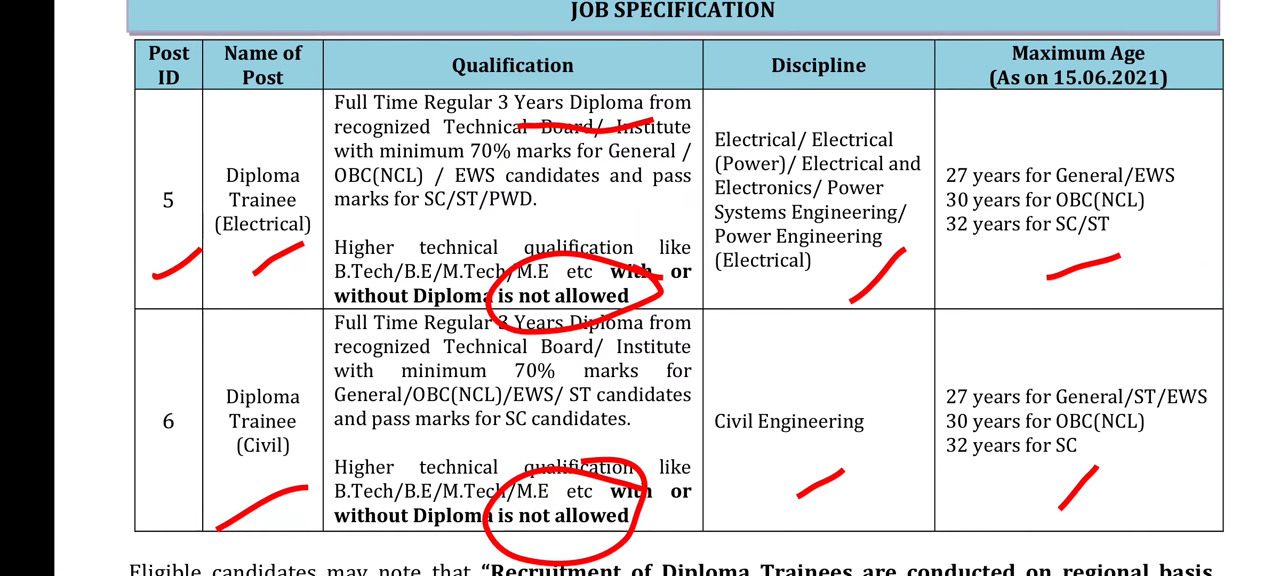 JOB SPECIFICATION
Post ID
Name of Post
Qualification
Discipline
Maximum Age
(As on 15.06.2021)
5
Diploma
Trainee
(Electrical)
Full Time Regular 3 Years Diploma from
recognized Technical Board/ Institute
with minimum 70% marks for General /
OBC(NCL) / EWS candidates and pass
marks for SC/ST/PWD.
Higher technical qualification like
B.Tech/B.E/M.Tech/M.E etc with or
without Diploma is not allowed
Electrical/ Electrical
(Power)/ Electrical and
Electronics/ Power
Systems Engineering/
Power Engineering
(Electrical)
27 years for General/EWS
30 years for OBC(NCL)
32 years for SC/ST
6
Diploma
Trainee
(Civil)
Full Time Regular 3 Years Diploma from
recognized Technical Board/ Institute
with minimum 70% marks for
General/OBC(NCL)/EWS/ ST candidates
and pass marks for SC candidates.
Higher technical qualification like
B.Tech/B.E/M.Tech/M.E etc with or
without Diploma is not allowed
Civil Engineering
27 years for General/ST/EWS
30 years for OBC(NCL)
32 years for SC
Eligible candidates may note that “Recruitment of Diploma Trainees are conducted on regional basis